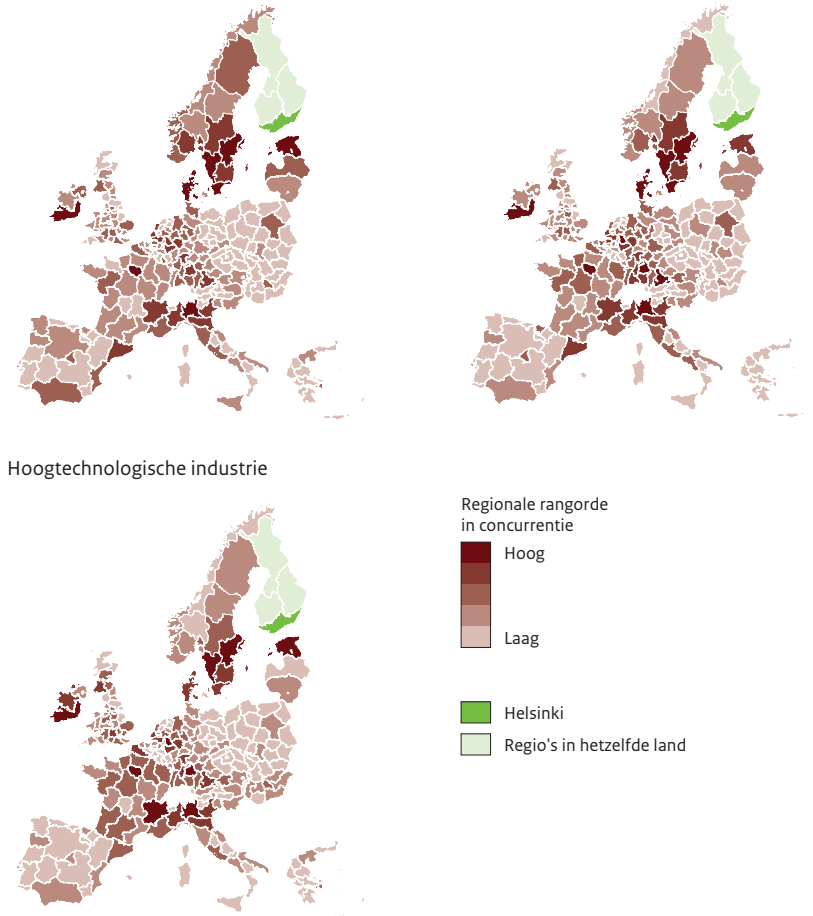 Hoogtechnologische industrie
Regionale rangorde
in concurrentie
Hoog
Laag
Helsinki
Regio's in hetzelfde land